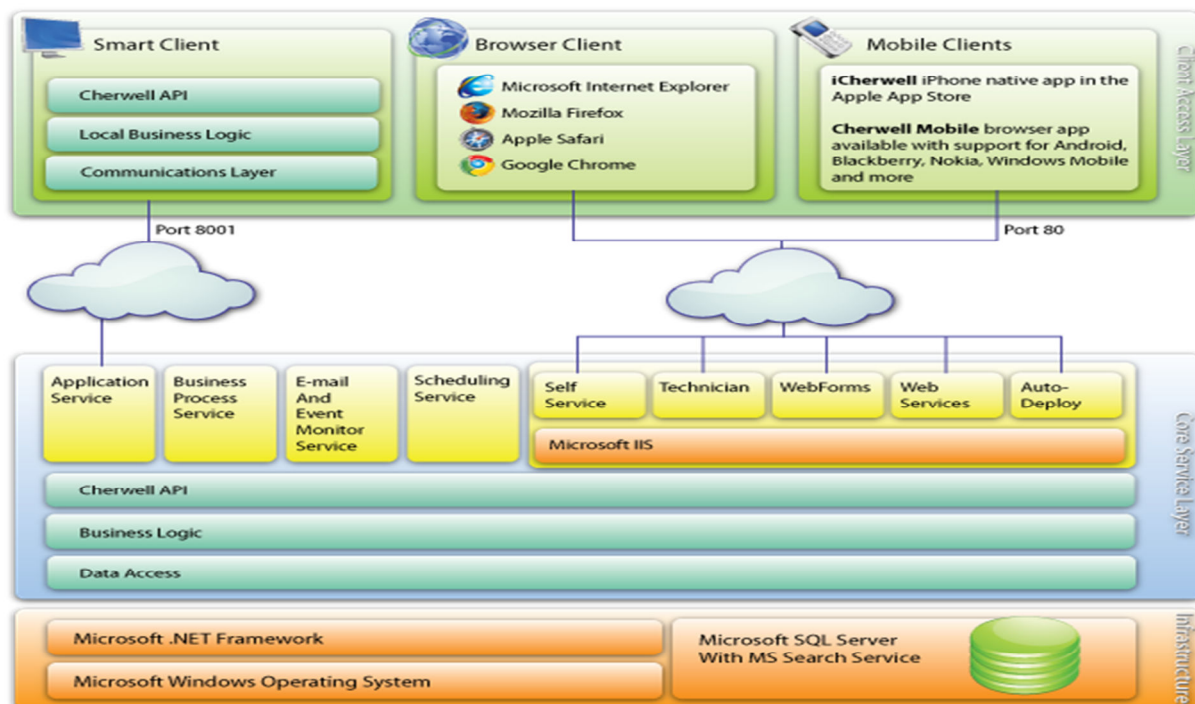 Smart Client
Cherwell API
Local Business Logic
Communications Layer
Browser Client
Microsoft Internet Explorer
Mozilla Firefox
Apple Safari
Google Chrome
Mobile Clients
iCherwell iPhone native app in the
Apple App Store
Cherwell Mobile browser app
available with support for Android,
Blackberry, Nokia, Windows Mobile
and more
Client Access Layer
Port 8001
Port 80
Application
Service
Business
Process
Service
E-mail
And
Event
Monitor
Service
Scheduling
Service
Self
Service
Technician
WebForms
Web
Services
Auto-
Deploy
Microsoft IIS
Cherwell API
Business Logic
Data Access
Core Service Layer
Microsoft .NET Framework
Microsoft Windows Operating System
Microsoft SQL Server
With MS Search Service
Infrastructure